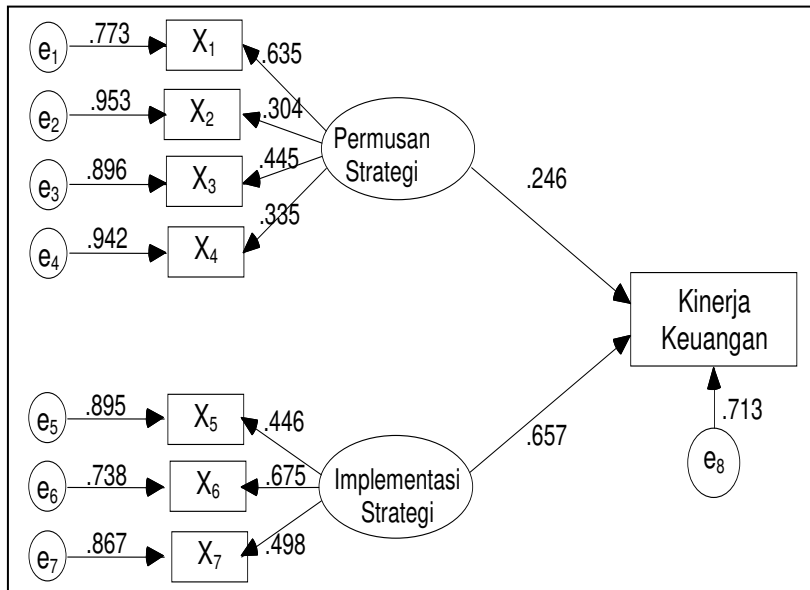 e₁ .773 X₁ .635
e₂ .953 X₂ .304
e₃ .896 X₃ .445
e₄ .942 X₄ .335
Permusan
Strategi
.246
Kinerja
Keuangan
.713
e₈
.657
e₅ .895 X₅ .446
e₆ .738 X₆ .675
e₇ .867 X₇ .498
Implementasi
Strategi